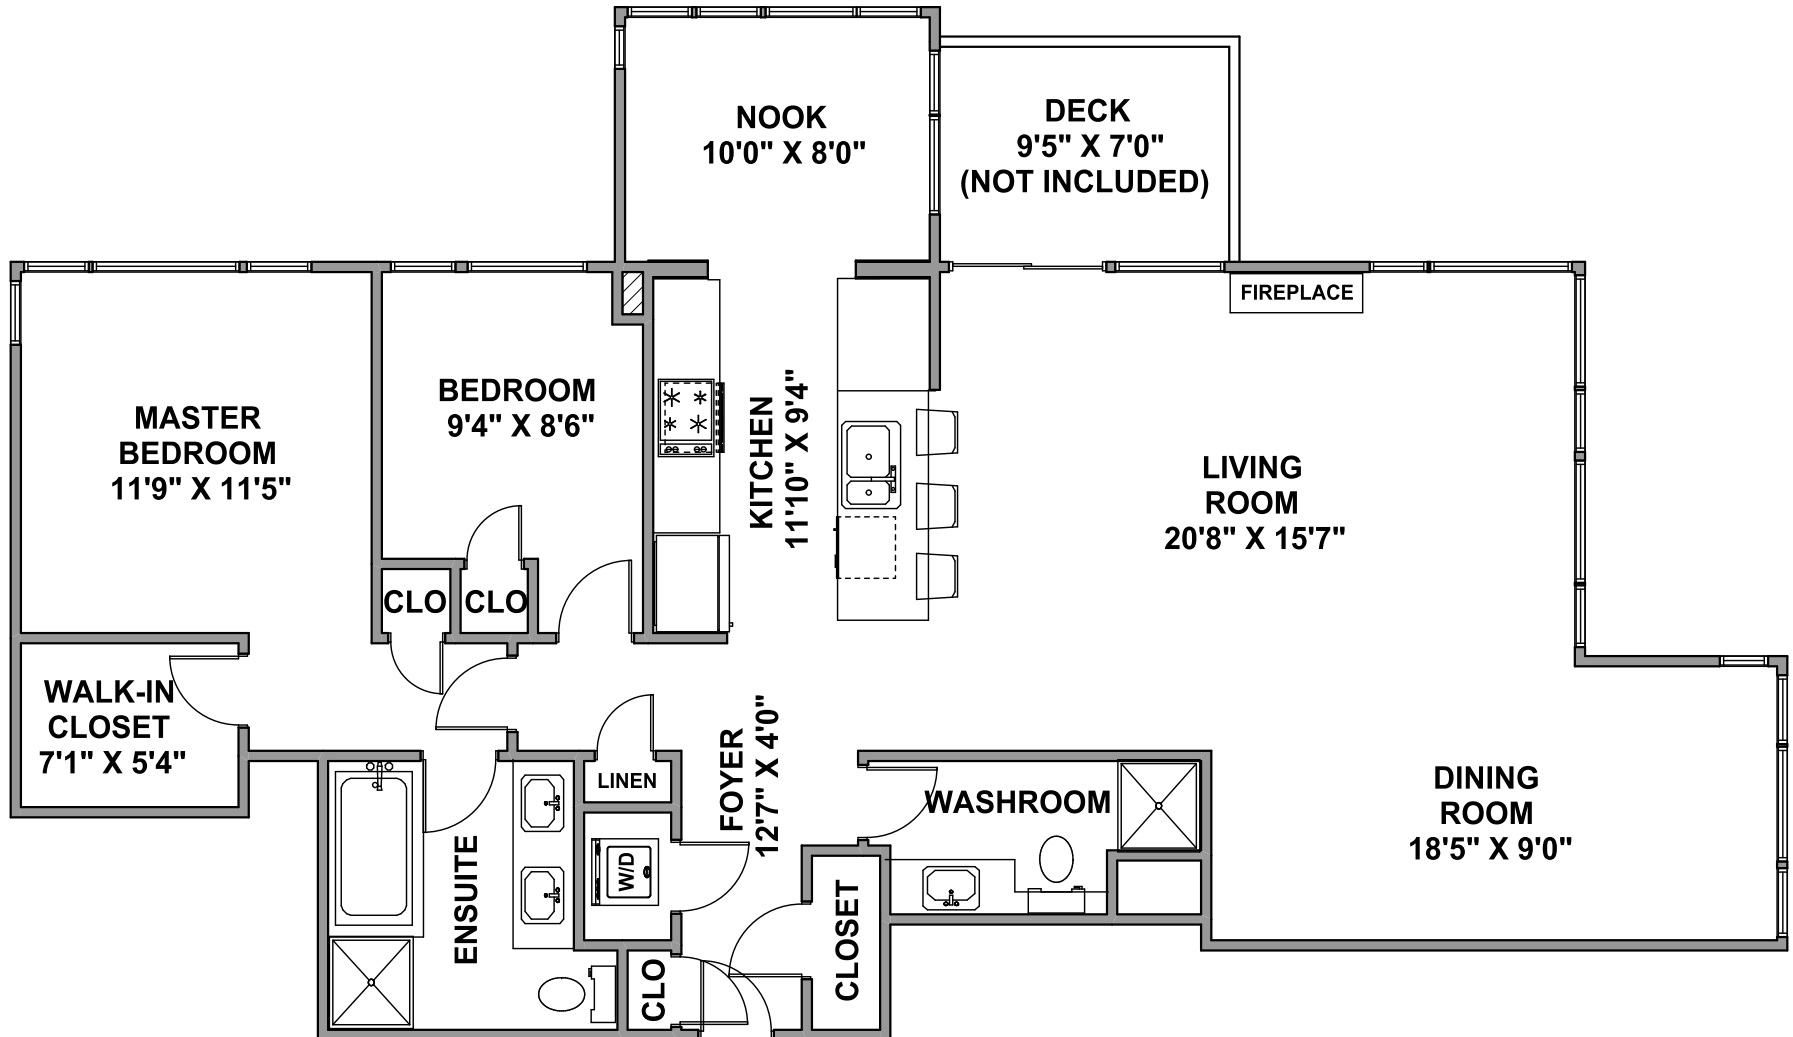 NOOK
10'0" X 8'0"
DECK
9'5" X 7'0"
(NOT INCLUDED)
FIREPLACE
MASTER
BEDROOM
11'9" X 11'5"
BEDROOM
9'4" X 8'6"
KITCHEN
11'10" X 9'4"
LIVING
ROOM
20'8" X 15'7"
CLO
CLO
WALK-IN
CLOSET
7'1" X 5'4"
LINEN
FOYER
12'7" X 4'0"
WASHROOM
DINING
ROOM
18'5" X 9'0"
ENSUITE
W/D
CLO
CLOSET